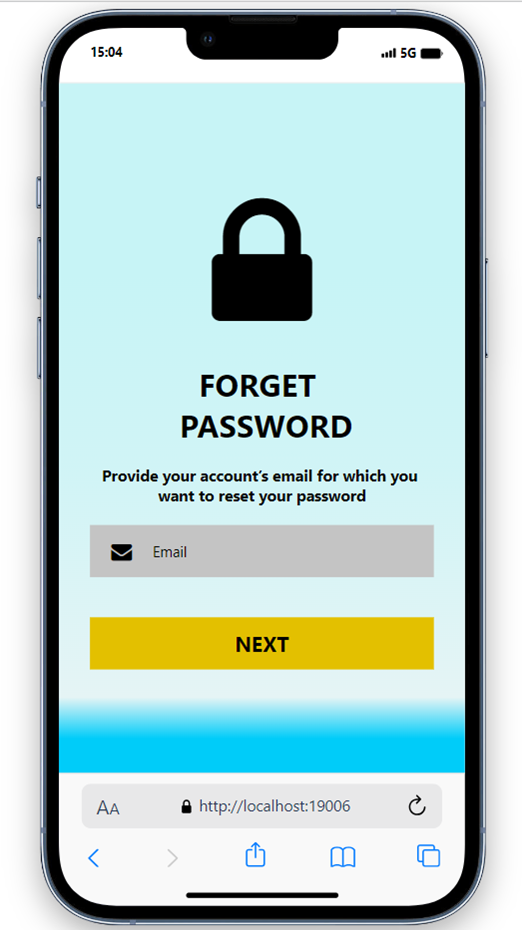 15:04 5G
FORGET
PASSWORD
Provide your account's email for which you
want to reset your password
Email
NEXT
AA http://localhost:19006